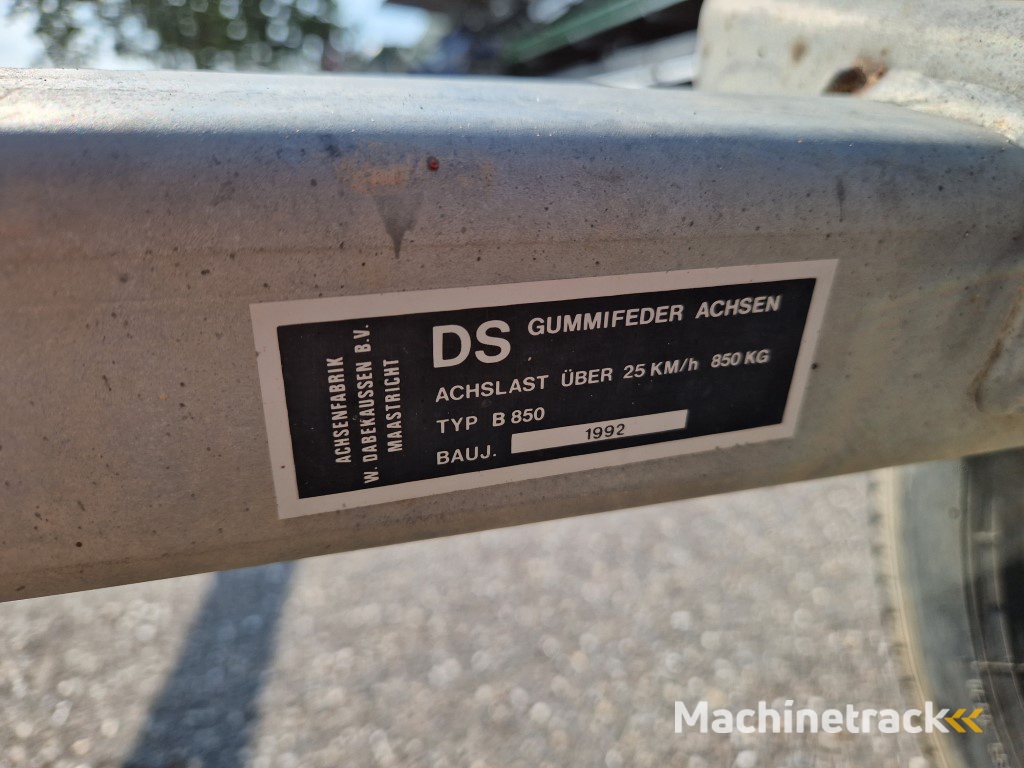 ACHSENFABRIK
W. DABEKAUSSEN B.V.
MAASTRICHT
DS GUMMIFEDER ACHSEN
ACHSLAST ÜBER 25 KM/h 850 KG
TYP B 850
BAUJ. 1992
Machinetrack